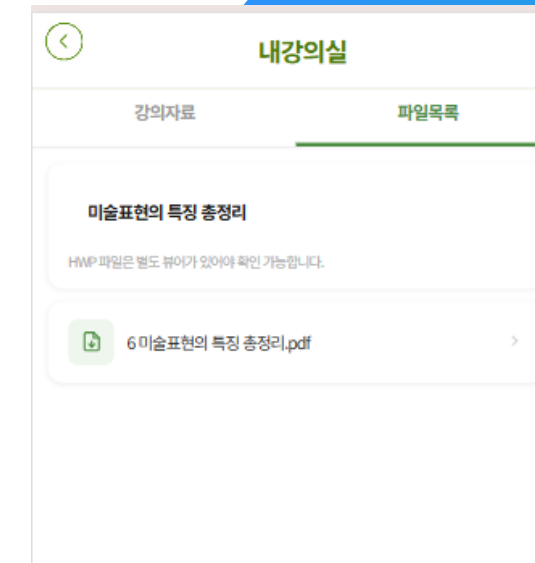 내강의실
강의자료
파일목록
미술표현의 특징 총정리
HWP 파일은 별도 뷰어가 있어야 확인 가능합니다.
6 미술표현의 특징 총정리.pdf